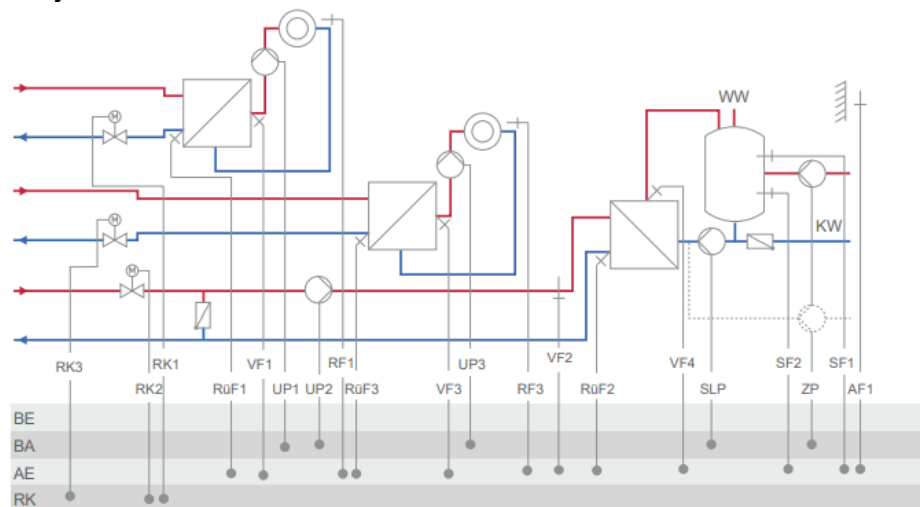 M
WW
M
KW
M
RK3
RK1
VF1
RF1
UP3
VF2
VF4
SF2
SF1
RK2
RüF1
UP1
UP2
RüF3
VF3
RF3
RüF2
SLP
ZP
AF1
BE
BA
AE
RK